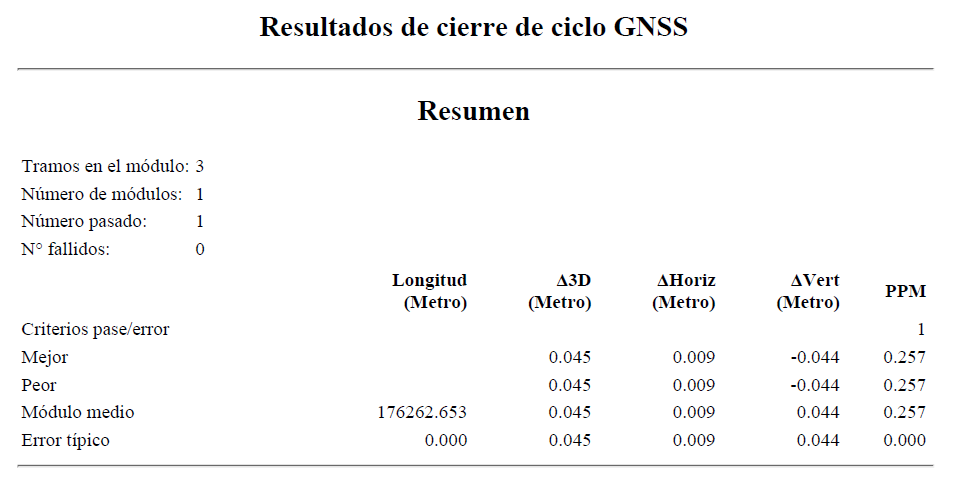 Resultados de cierre de ciclo GNSS
Resumen
Tramos en el módulo: 3
Número de módulos: 1
Número pasado: 1
N° fallidos: 0
Longitud (Metro) Δ3D (Metro) ΔHoriz (Metro) ΔVert (Metro) PPM
Criterios pase/error 1
Mejor 0.045 0.009 -0.044 0.257
Peor 0.045 0.009 -0.044 0.257
Módulo medio 176262.653 0.045 0.009 0.044 0.257
Error típico 0.000 0.045 0.009 0.044 0.000